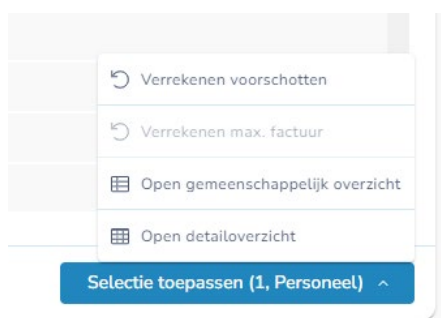 Verrekenen voorschotten
Verrekenen max. factuur
Open gemeenschappelijk overzicht
Open detailoverzicht
Selectie toepassen (1, Personeel)